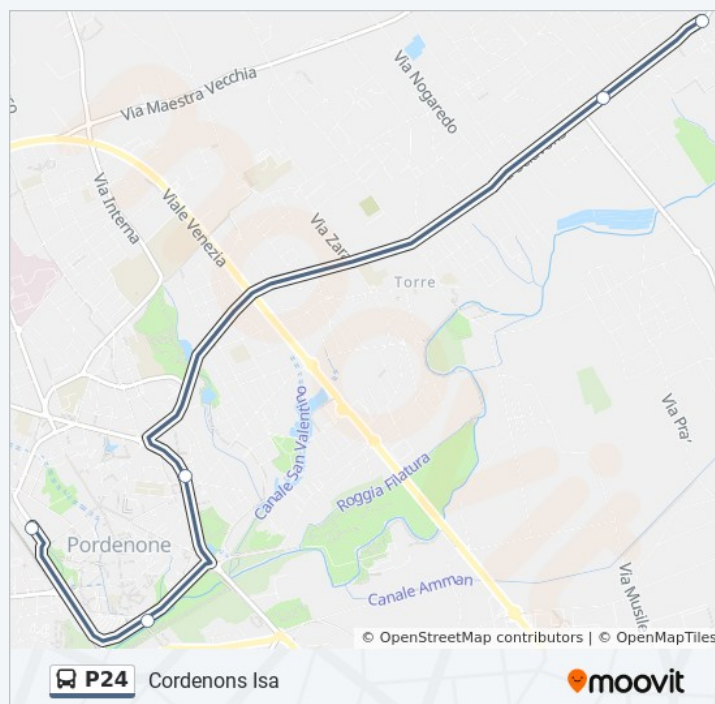 Via Nogaredo
Via Maestra Vecchia
Via Interna
Viale Venezia
Via Zara
Torre
Via Pra'
Canale San Valentino
Roggia Filatura
Pordenone
Canale Amman
Via Musile
© OpenStreetMap contributors | © OpenMapTiles
P24 Cordenons Isa
moovit